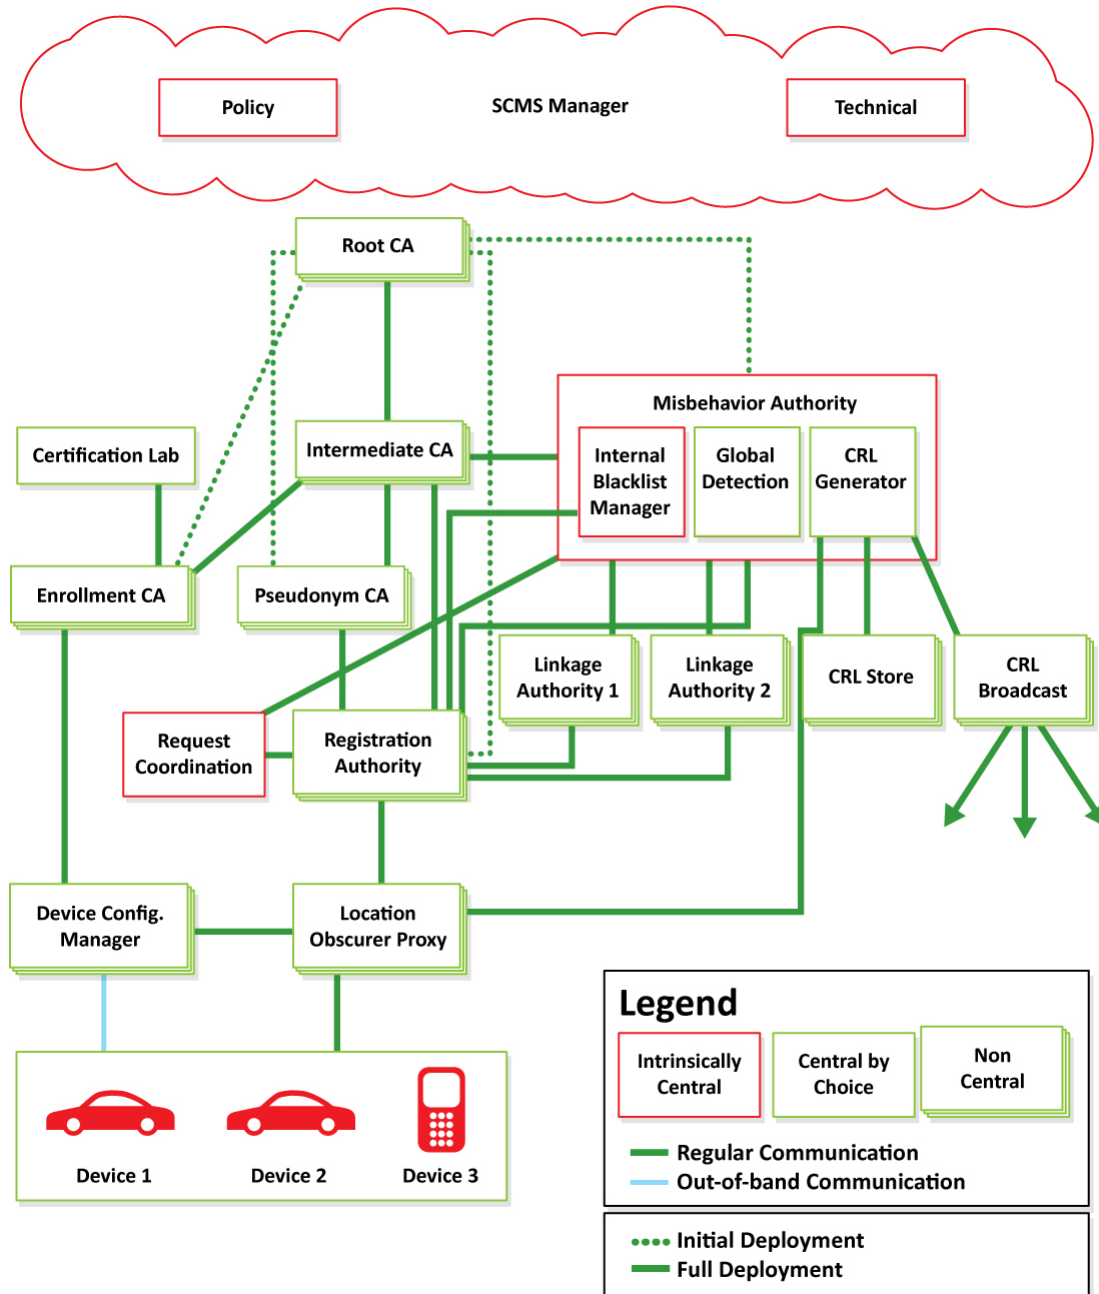 Policy
SCMS Manager
Technical
Root CA
Misbehavior Authority
Certification Lab
Intermediate CA
Internal
Blacklist
Manager
Global
Detection
CRL
Generator
Enrollment CA
Pseudonym CA
Linkage
Authority 1
Linkage
Authority 2
CRL Store
CRL
Broadcast
Request
Coordination
Registration
Authority
Device Config.
Manager
Location
Obscurer Proxy
Device 1
Device 2
Device 3
Legend
Intrinsically
Central
Central by
Choice
Non
Central
Regular Communication
Out-of-band Communication
Initial Deployment
Full Deployment